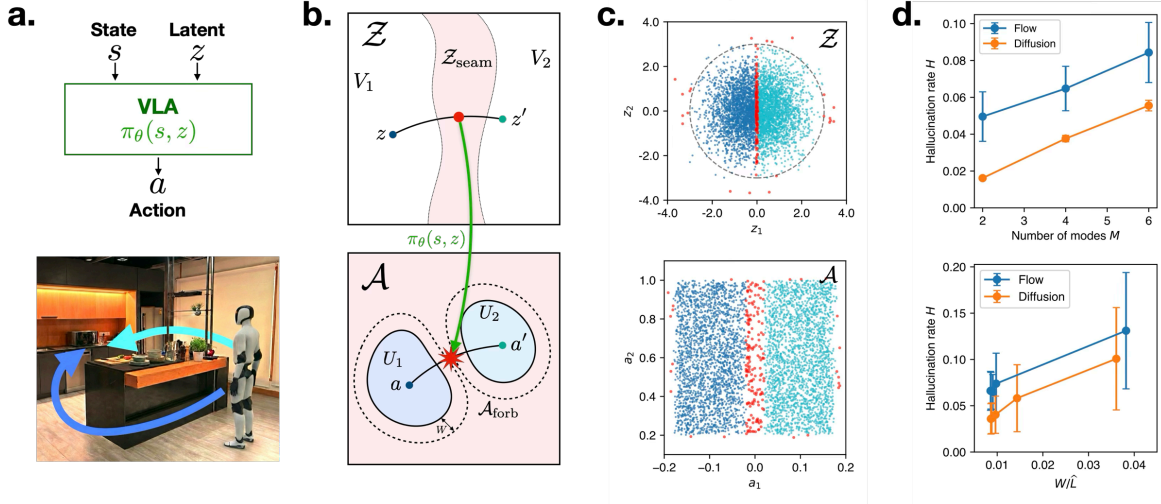 a.
State
Latent
s
z
VLA
π_θ(s, z)
a
Action
b.
𝒵
𝒵_seam
V_1
V_2
z
z′
π_θ(s, z)
𝒜
U_1
U_2
a
a′
W
𝒜_forb
c.
𝒵
4.0
2.0
0.0
-2.0
-4.0
z_2
-4.0 -2.0 0.0 2.0 4.0
z_1
𝒜
1.0
0.8
0.6
0.4
0.2
a_2
−0.2 −0.1 0.0 0.1 0.2
a_1
d.
Flow
Diffusion
0.10
0.08
0.06
0.04
0.02
0.00
Hallucination rate H
2 3 4 5 6
Number of modes M
Flow
Diffusion
0.20
0.15
0.10
0.05
0.00
Hallucination rate H
0.01 0.02 0.03 0.04
W/L̂